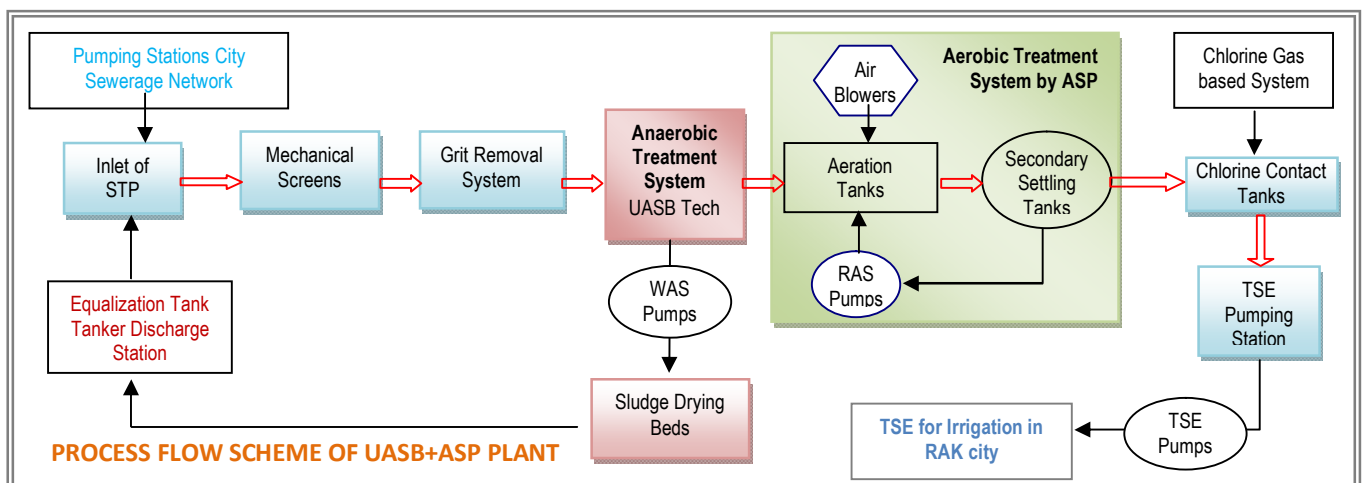 Pumping Stations City
Sewerage Network
Inlet of
STP
Mechanical
Screens
Grit Removal
System
Anaerobic
Treatment
System
UASB Tech
Aerobic Treatment
System by ASP
Air
Blowers
Aeration
Tanks
Secondary
Settling
Tanks
RAS
Pumps
Chlorine Gas
based System
Chlorine Contact
Tanks
Equalization Tank
Tanker Discharge
Station
WAS
Pumps
Sludge Drying
Beds
TSE
Pumping
Station
TSE
Pumps
TSE for Irrigation in
RAK city
PROCESS FLOW SCHEME OF UASB+ASP PLANT